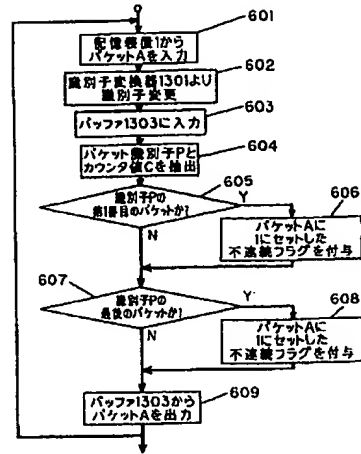 601
記憶装置1から
パケットAを入力
602
識別子変換器1301より
識別子変更
603
バッファ1303に入力
604
パケット識別子Pと
カウンタ値Cを抽出
605
識別子Pの
第1番目のパケットか?
Y
N
606
パケットAに
1にセットした
不連続フラグを付与
607
識別子Pの
最後のパケットか?
Y
N
608
パケットAに
1にセットした
不連続フラグを付与
バッファ1303から
パケットAを出力
609